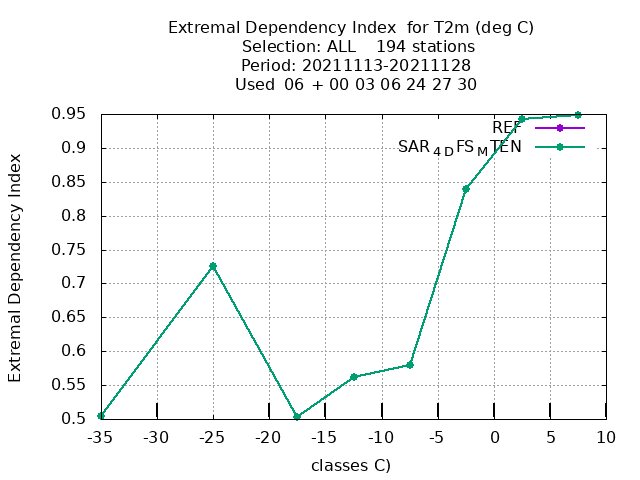 Extremal Dependency Index for T2m (deg C)
Selection: ALL 194 stations
Period: 20211113-20211128
Used 06 + 00 03 06 24 27 30
Extremal Dependency Index
0.95
0.9
0.85
0.8
0.75
0.7
0.65
0.6
0.55
0.5
REF
SAR4DFSMTEN
-35 -30 -25 -20 -15 -10 -5 0 5 10
classes C)